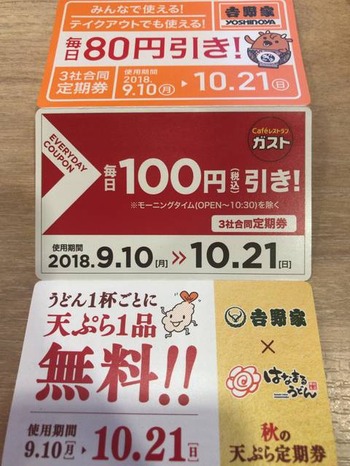 みんなで使える!
テイクアウトでも使える!
毎日80円引き!
吉野家
YOSHINOYA
3社合同
定期券
使用期間
2018.
9.10[月]▶10.21[日]
EVERYDAY
COUPON
Caféレストラン
ガスト
毎日100円(税込)引き!
※モーニングタイム(OPEN〜10:30)を除く
3社合同定期券
使用期間
2018.9.10[月]>>10.21[日]
うどん1杯ごとに
天ぷら1品
無料!!
使用期間
9.10[月]▶10.21[日]
吉野家
×
はなまるうどん
秋の
天ぷら定期券